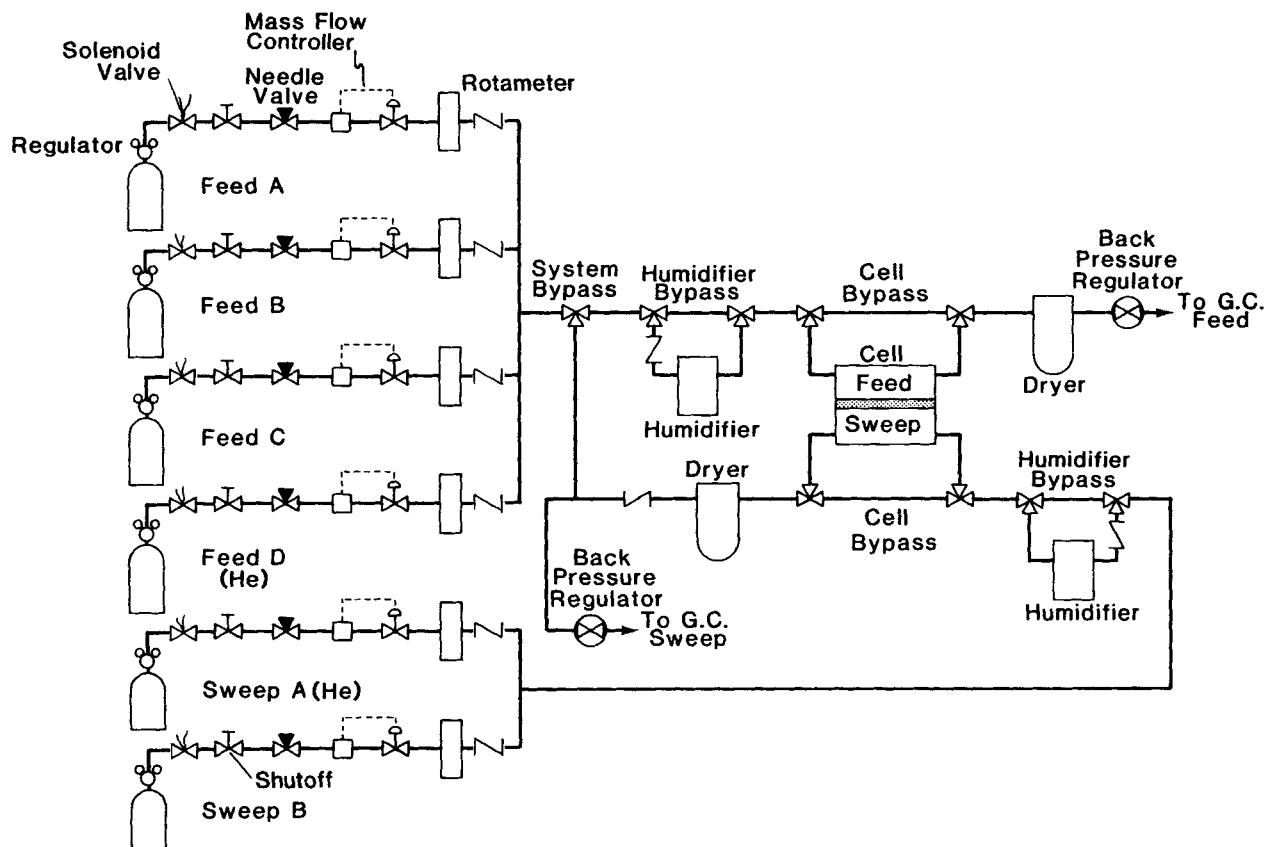 Mass Flow
Controller
Solenoid
Valve
Needle
Valve
Rotameter
Regulator
Feed A
Feed B
System
Bypass
Humidifier
Bypass
Cell
Bypass
Back
Pressure
Regulator
To G.C.
Feed
Cell
Feed
Sweep
Dryer
Humidifier
Feed C
Dryer
Cell
Bypass
Humidifier
Bypass
Humidifier
Feed D
(He)
Back
Pressure
Regulator
To G.C.
Sweep
Sweep A (He)
Shutoff
Sweep B